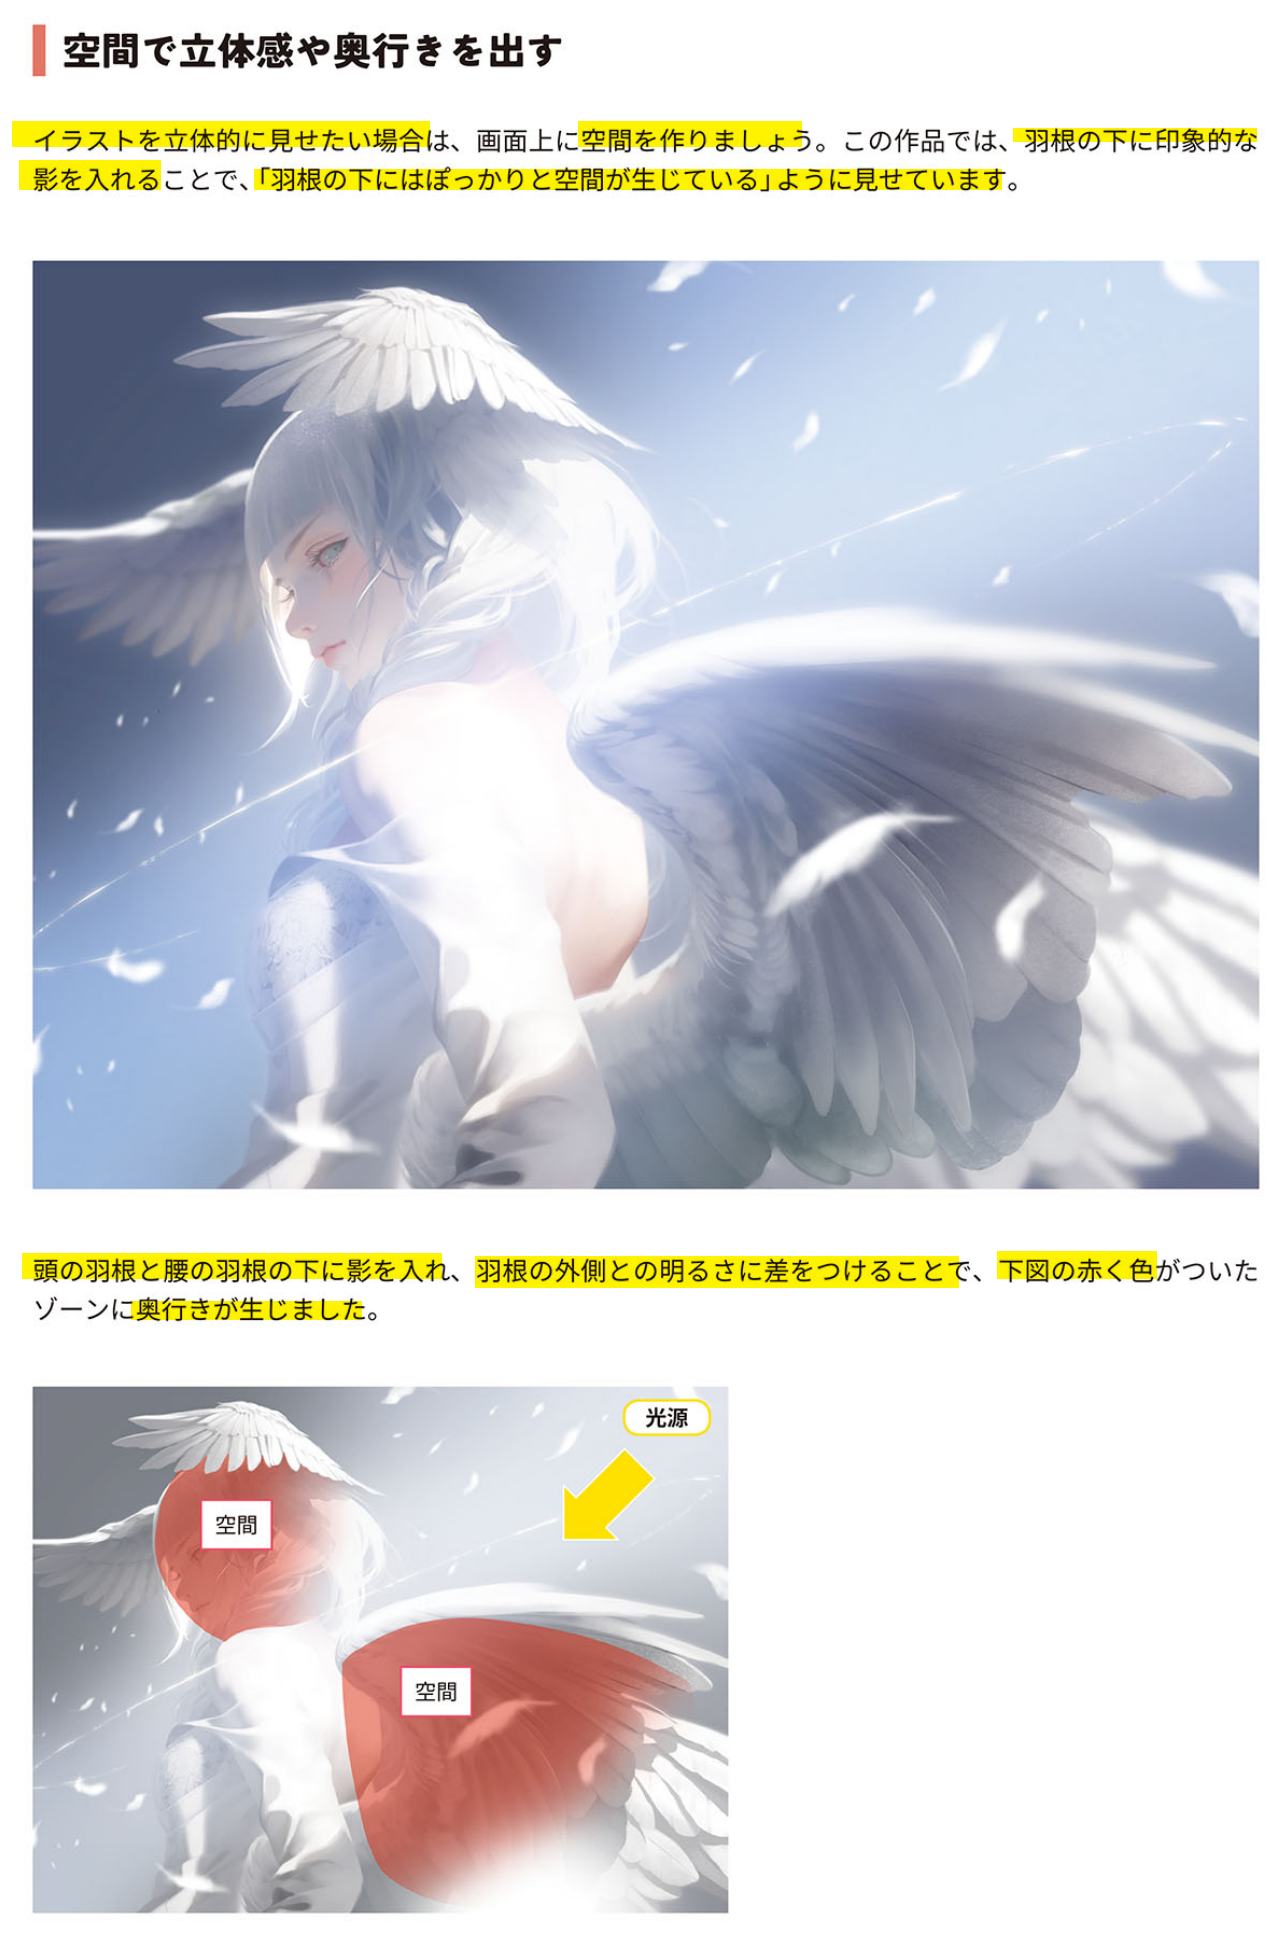 空間で立体感や奥行きを出す
イラストを立体的に見せたい場合は、画面上に空間を作りましょう。この作品では、羽根の下に印象的な
影を入れることで、「羽根の下にはぽっかりと空間が生じている」ように見せています。
頭の羽根と腰の羽根の下に影を入れ、羽根の外側との明るさに差をつけることで、下図の赤く色がついた
ゾーンに奥行きが生じました。
光源
空間
空間